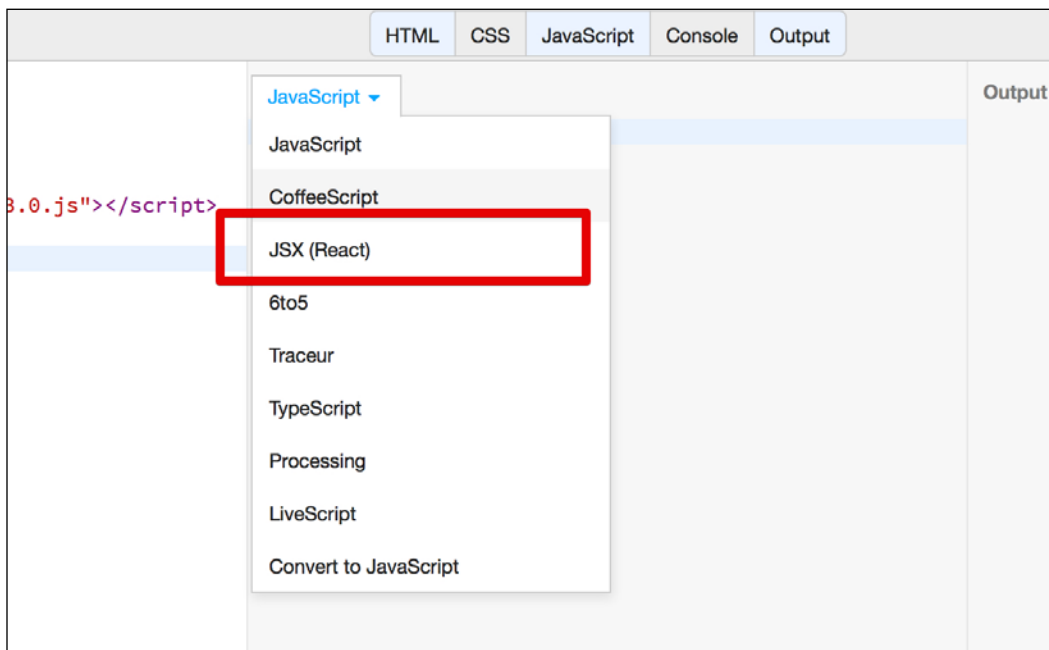 HTML CSS JavaScript Console Output
JavaScript
Output
JavaScript
CoffeeScript
3.0.js"></script>
JSX (React)
6to5
Traceur
TypeScript
Processing
LiveScript
Convert to JavaScript